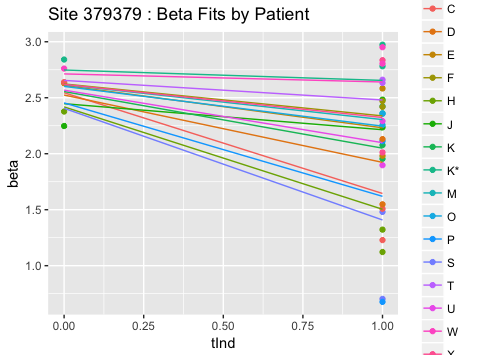 Site 379379 : Beta Fits by Patient
3.0
2.5
2.0
1.5
1.0
beta
0.00 0.25 0.50 0.75 1.00
tInd
C
D
E
F
H
J
K
K*
M
O
P
S
T
U
W